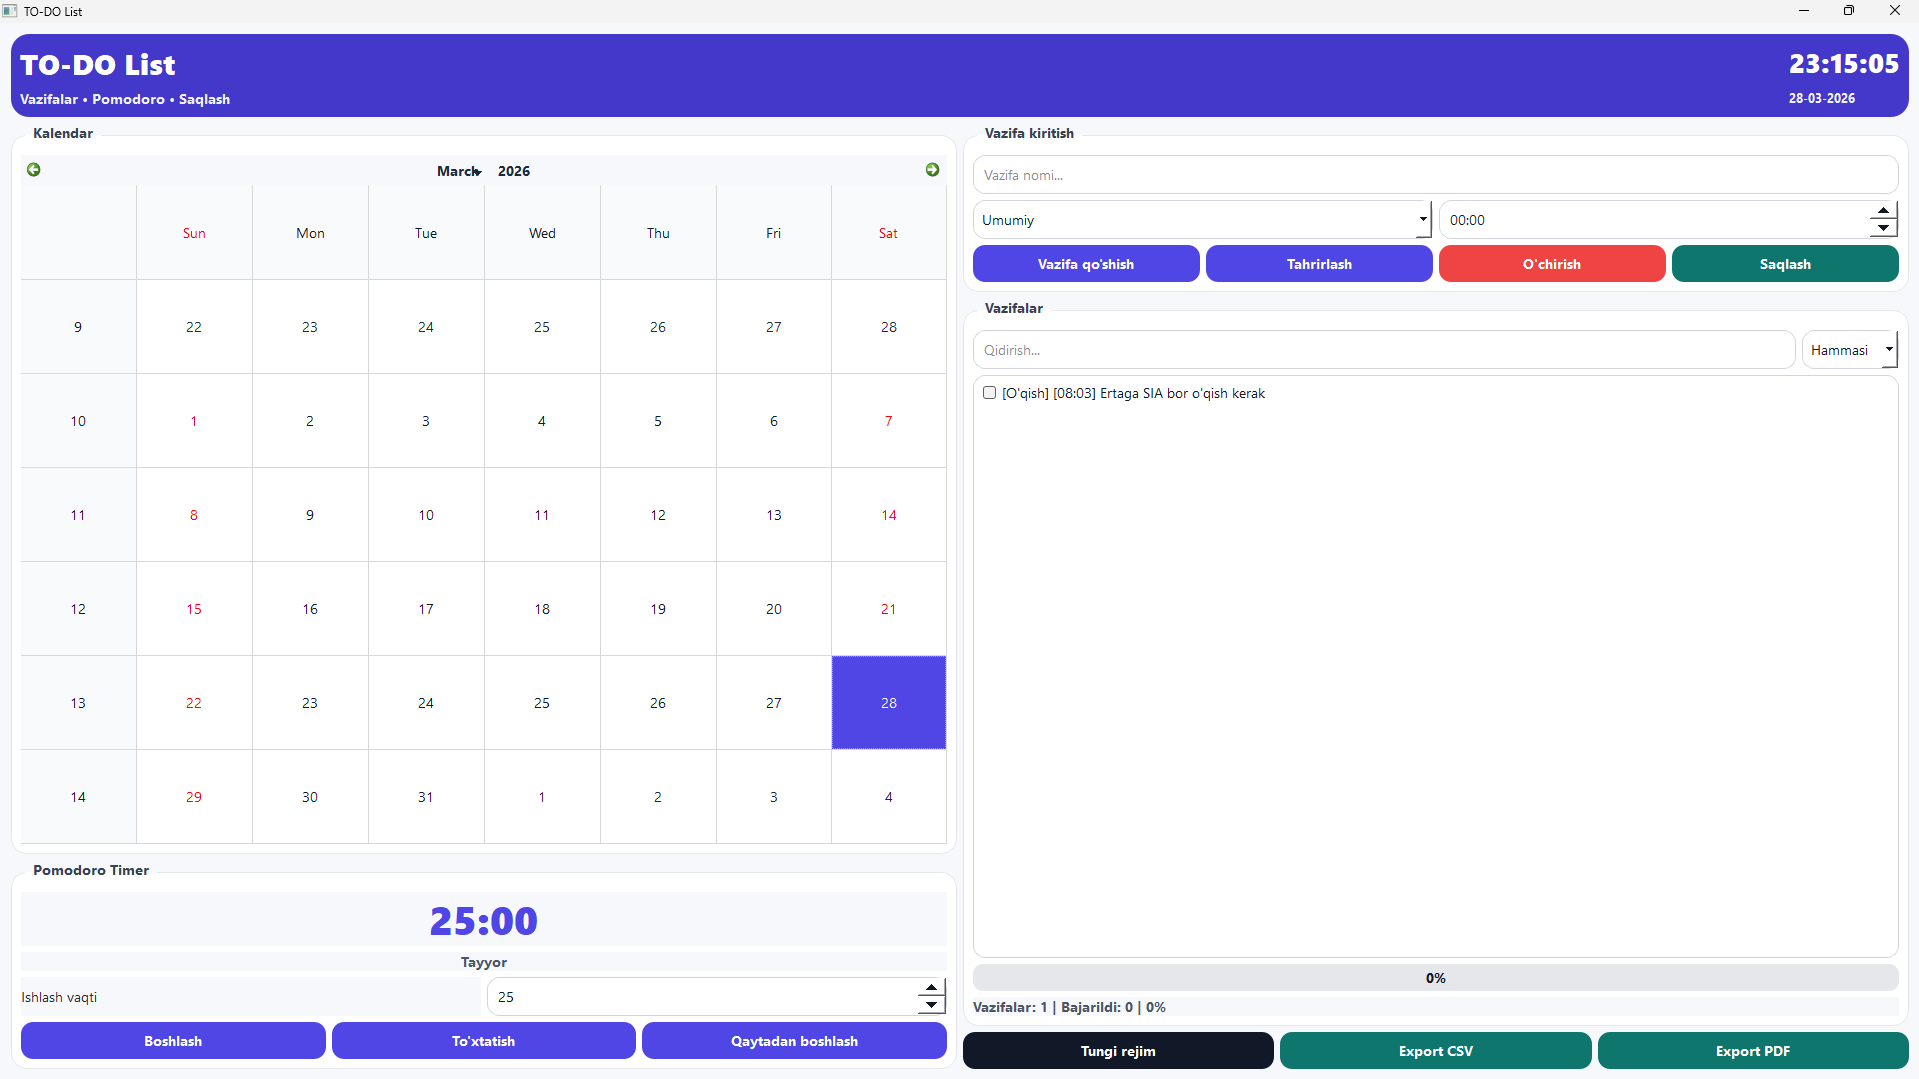 TO-DO List
TO-DO List
23:15:05
Vazifalar • Pomodoro • Saqlash
28-03-2026
Kalendar
March 2026
Sun Mon Tue Wed Thu Fri Sat
9 22 23 24 25 26 27 28
10 1 2 3 4 5 6 7
11 8 9 10 11 12 13 14
12 15 16 17 18 19 20 21
13 22 23 24 25 26 27 28
14 29 30 31 1 2 3 4
Pomodoro Timer
25:00
Tayyor
Ishlash vaqti 25
Boshlash To'xtatish Qaytadan boshlash
Vazifa kiritish
Vazifa nomi...
Umumiy 00:00
Vazifa qo'shish Tahrirlash O'chirish Saqlash
Vazifalar
Qidirish... Hammasi
[O'qish] [08:03] Ertaga SIA bor o'qish kerak
0%
Vazifalar: 1 | Bajarildi: 0 | 0%
Tungi rejim Export CSV Export PDF